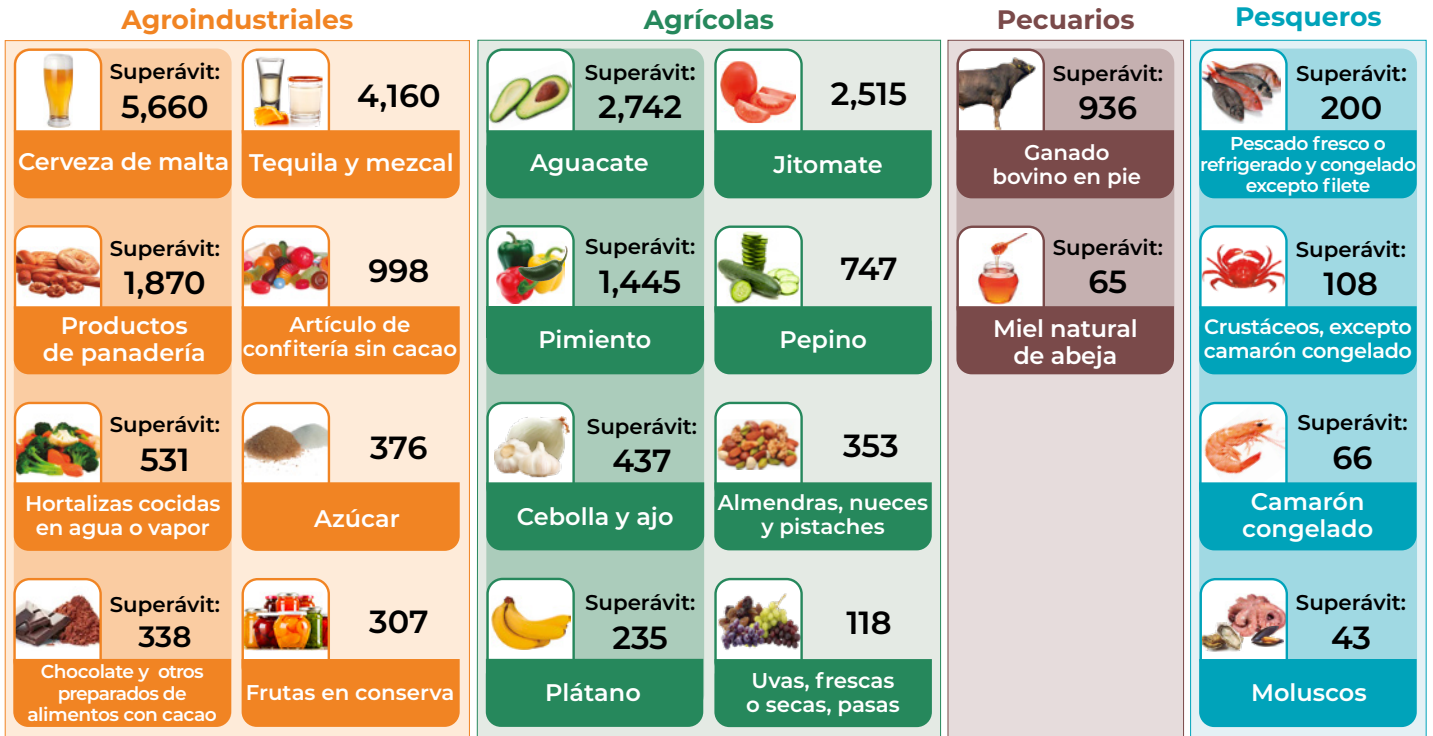 Agroindustriales
Superávit:
5,660
Cerveza de malta
4,160
Tequila y mezcal
Superávit:
1,870
Productos
de panadería
998
Artículo de
confitería sin cacao
Superávit:
531
Hortalizas cocidas
en agua o vapor
376
Azúcar
Superávit:
338
Chocolate y otros
preparados de
alimentos con cacao
307
Frutas en conserva
Agrícolas
Superávit:
2,742
Aguacate
2,515
Jitomate
Superávit:
1,445
Pimiento
747
Pepino
Superávit:
437
Cebolla y ajo
353
Almendras, nueces
y pistaches
Superávit:
235
Plátano
118
Uvas, frescas
o secas, pasas
Pecuarios
Superávit:
936
Ganado
bovino en pie
Superávit:
65
Miel natural
de abeja
Pesqueros
Superávit:
200
Pescado fresco o
refrigerado y congelado
excepto filete
Superávit:
108
Crustáceos, excepto
camarón congelado
Superávit:
66
Camarón
congelado
Superávit:
43
Moluscos